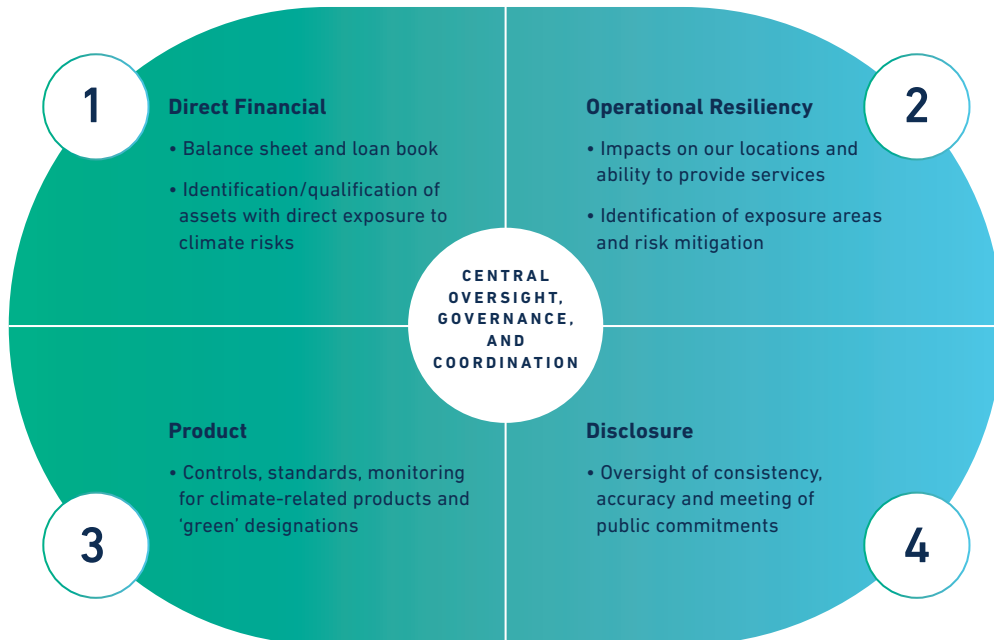 1
Direct Financial
• Balance sheet and loan book
• Identification/qualification of
assets with direct exposure to
climate risks
2
Operational Resiliency
• Impacts on our locations and
ability to provide services
• Identification of exposure areas
and risk mitigation
CENTRAL
OVERSIGHT,
GOVERNANCE,
AND
COORDINATION
3
Product
• Controls, standards, monitoring
for climate-related products and
'green' designations
4
Disclosure
• Oversight of consistency,
accuracy and meeting of
public commitments